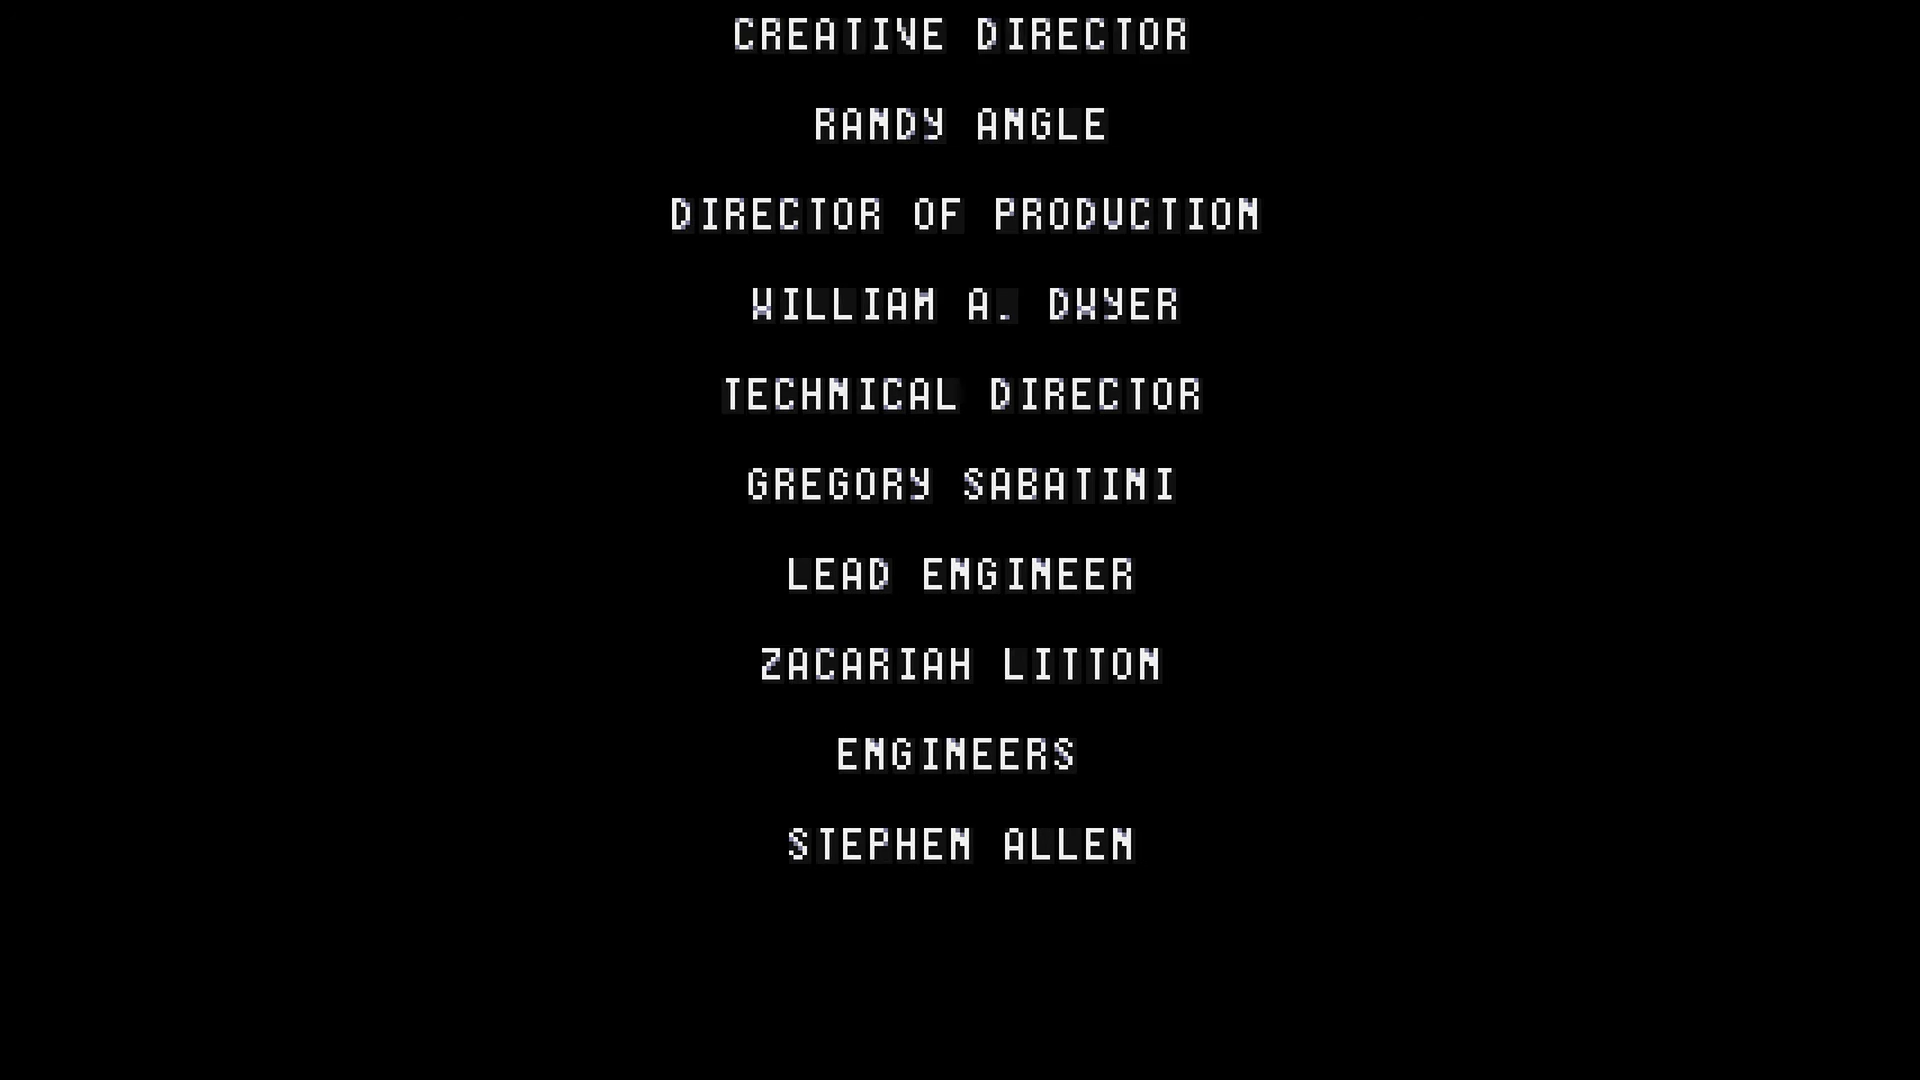 CREATIVE DIRECTOR
RANDY ANGLE
DIRECTOR OF PRODUCTION
WILLIAM A. DWYER
TECHNICAL DIRECTOR
GREGORY SABATINI
LEAD ENGINEER
ZACARIAH LITTON
ENGINEERS
STEPHEN ALLEN